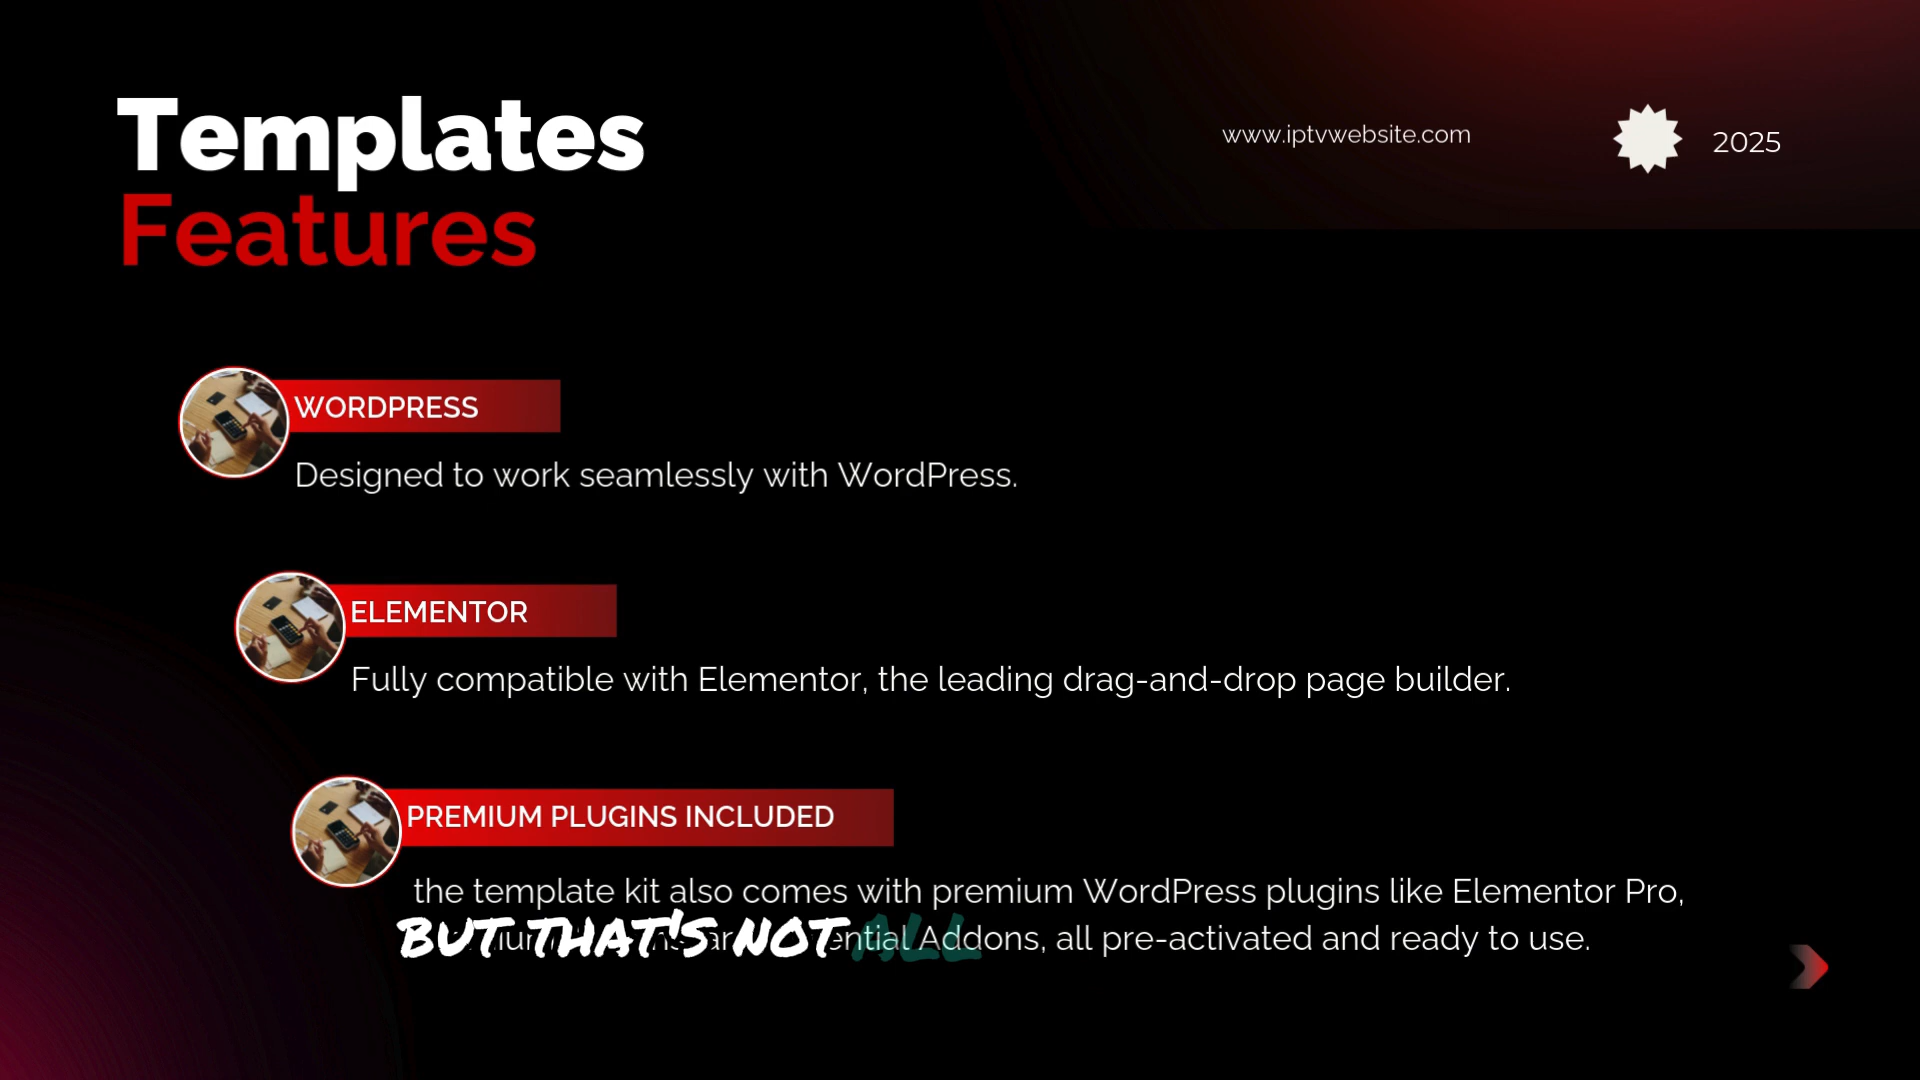 Templates
Features
www.iptvwebsite.com
2025
WORDPRESS
Designed to work seamlessly with WordPress.
ELEMENTOR
Fully compatible with Elementor, the leading drag-and-drop page builder.
PREMIUM PLUGINS INCLUDED
the template kit also comes with premium WordPress plugins like Elementor Pro,
Addons, all pre-activated and ready to use.
BUT THAT'S NOT ALL